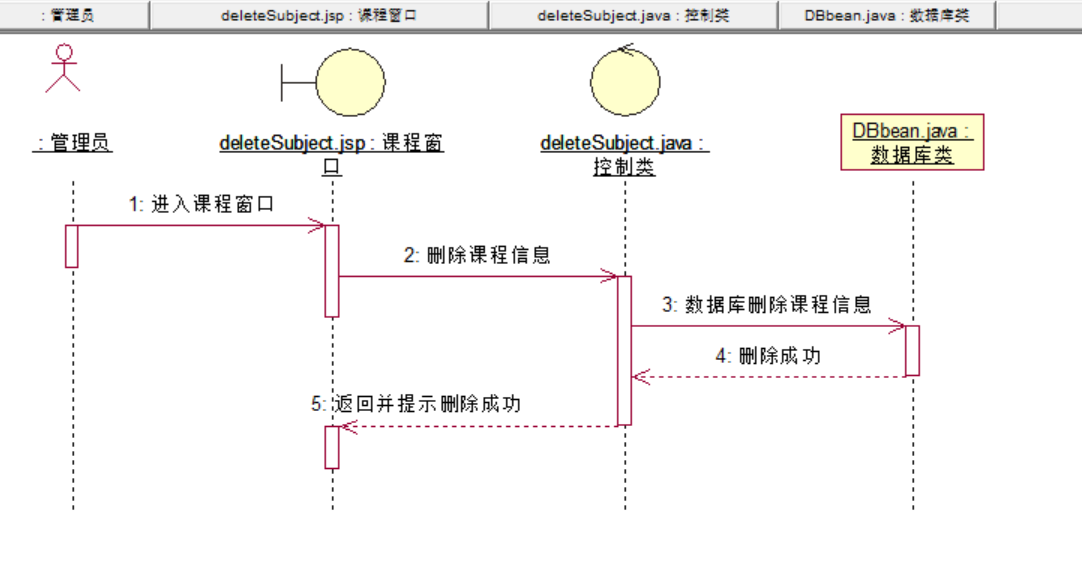 : 管理员
deleteSubject.jsp : 课程窗口
deleteSubject.java : 控制类
DBbean.java : 数据库类
: 管理员
deleteSubject.jsp : 课程窗
口
deleteSubject.java :
控制类
DBbean.java :
数据库类
1: 进入课程窗口
2: 删除课程信息
3: 数据库删除课程信息
4: 删除成功
5: 返回并提示删除成功